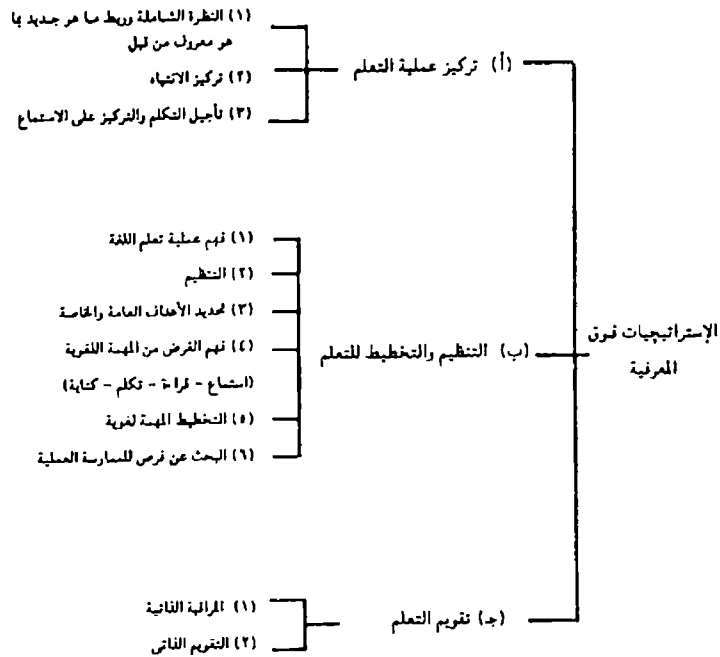 الإستراتيجيات فوق
المعرفية
(أ) تركيز عملية التعلم
(١) النظرة الشاملة وربط ما هو جديد بما
هو معروف من قبل
(٢) تركيز الانتباه
(٣) تأجيل التكلم والتركيز على الاستماع
(ب) التنظيم والتخطيط للتعلم
(١) فهم عملية تعلم اللغة
(٢) التنظيم
(٣) تحديد الأهداف العامة والخاصة
(٤) فهم الغرض من المهمة اللغوية
(استماع - قراءة - تكلم - كتابة)
(٥) التخطيط المهمة لغوية
(٦) البحث عن فرص للممارسة العملية
(جـ) تقويم التعلم
(١) المراقبة الذاتية
(٢) التقويم الذاتى